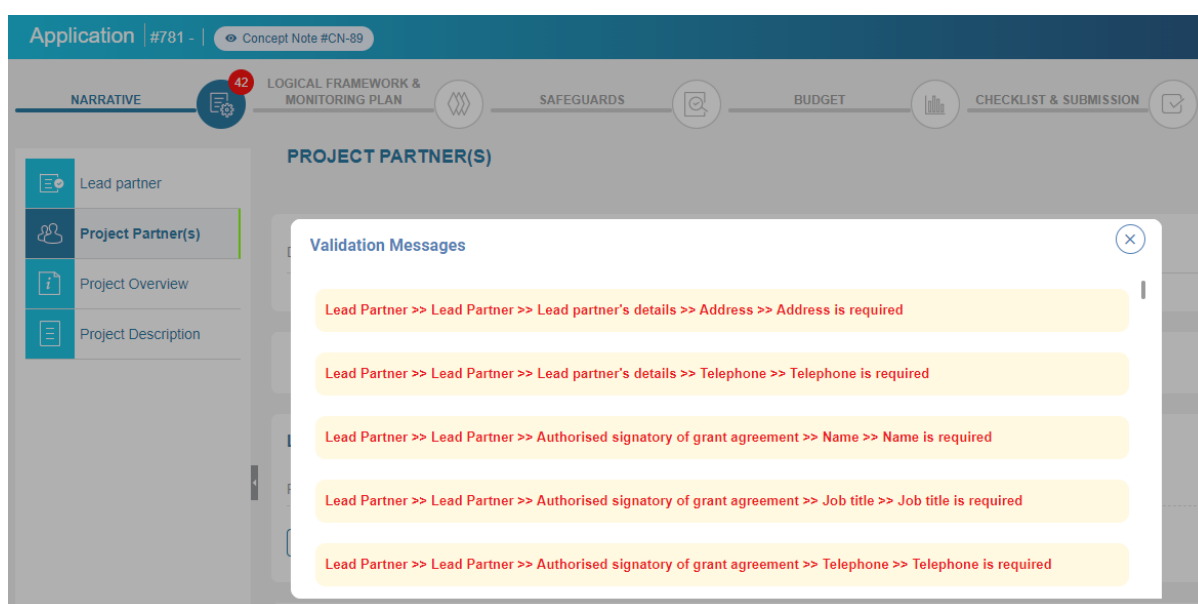 Application #781 - Concept Note #CN-89
42
NARRATIVE
LOGICAL FRAMEWORK &
MONITORING PLAN
SAFEGUARDS
BUDGET
CHECKLIST & SUBMISSION
Lead partner
Project Partner(s)
Project Overview
Project Description
PROJECT PARTNER(S)
Validation Messages
Lead Partner >> Lead Partner >> Lead partner's details >> Address >> Address is required
Lead Partner >> Lead Partner >> Lead partner's details >> Telephone >> Telephone is required
Lead Partner >> Lead Partner >> Authorised signatory of grant agreement >> Name >> Name is required
Lead Partner >> Lead Partner >> Authorised signatory of grant agreement >> Job title >> Job title is required
Lead Partner >> Lead Partner >> Authorised signatory of grant agreement >> Telephone >> Telephone is required